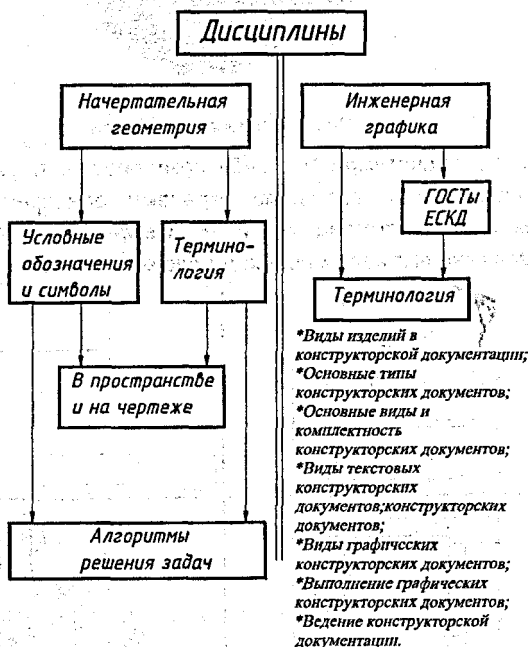 Дисциплины
Начертательная
геометрия
Инженерная
графика
ГОСТы
ЕСКД
Условные
обозначения
и символы
Терминo-
логия
Терминология
В пространстве
и на чертеже
Алгоритмы
решения задач
*Виды изделий в
конструкторской документации;
*Основные типы
конструкторских документов;
*Основные виды и
комплектность
конструкторских документов;
*Виды текстовых
конструкторских
документов;конструкторских
документов;
*Виды графических
конструкторских документов;
*Выполнение графических
конструкторских документов;
*Ведение конструкторской
документации.